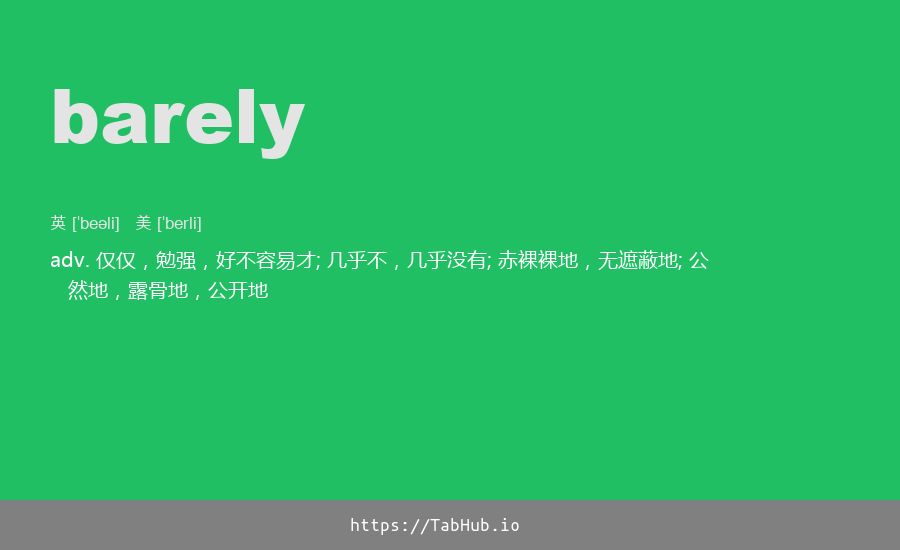 barely
英 [ˈbeəli]   美 [ˈberli]
adv. 仅仅，勉强，好不容易才; 几乎不，几乎没有; 赤裸裸地，无遮蔽地; 公
然地，露骨地，公开地
https://TabHub.io